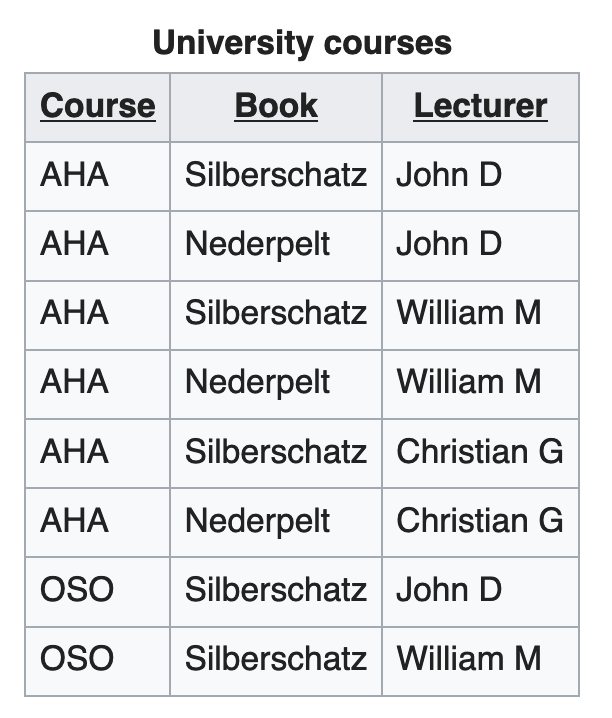 University courses
Course Book Lecturer
AHA Silberschatz John D
AHA Nederpelt John D
AHA Silberschatz William M
AHA Nederpelt William M
AHA Silberschatz Christian G
AHA Nederpelt Christian G
OSO Silberschatz John D
OSO Silberschatz William M